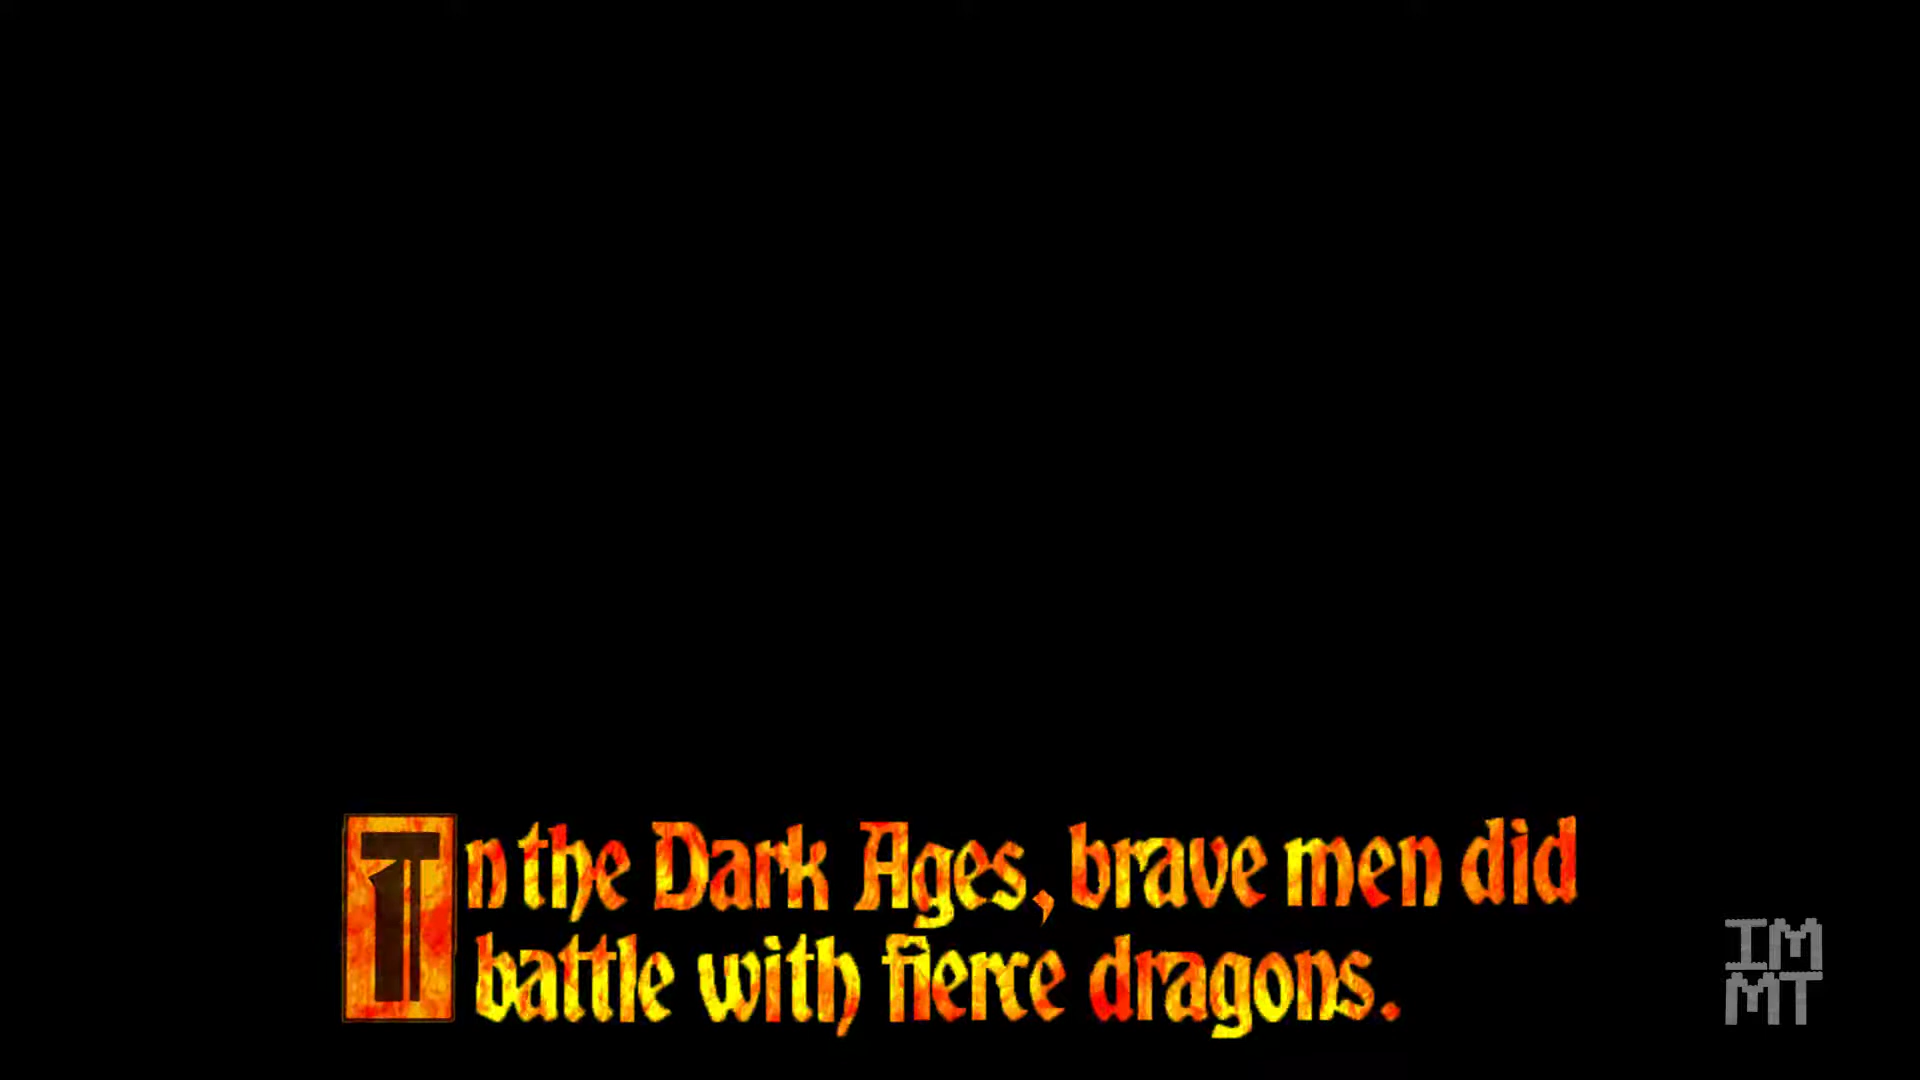 In the Dark Ages, brave men did
battle with fierce dragons.
IM
MT